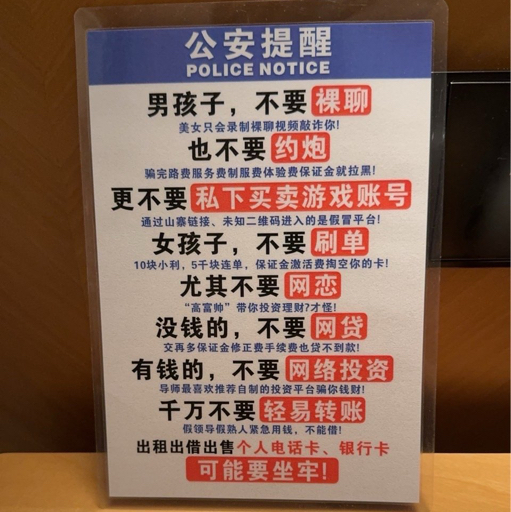 公安提醒
POLICE NOTICE
男孩子，不要裸聊
美女只会录制裸聊视频敲诈你!
也不要约炮
骗完路费服务费制服费体验费保证金就拉黑!
更不要私下买卖游戏账号
通过山寨链接、未知二维码进入的是假冒平台!
女孩子，不要刷单
10块小利，5千块连单，保证金激活费掏空你的卡!
尤其不要网恋
“高富帅”带你投资理财?才怪!
没钱的，不要网贷
交再多保证金修正费手续费也贷不到款!
有钱的，不要网络投资
导师最喜欢推荐自制的投资平台骗你钱财!
千万不要轻易转账
假领导假熟人紧急用钱，不能借!
出租出借出售个人电话卡、银行卡
可能要坐牢!